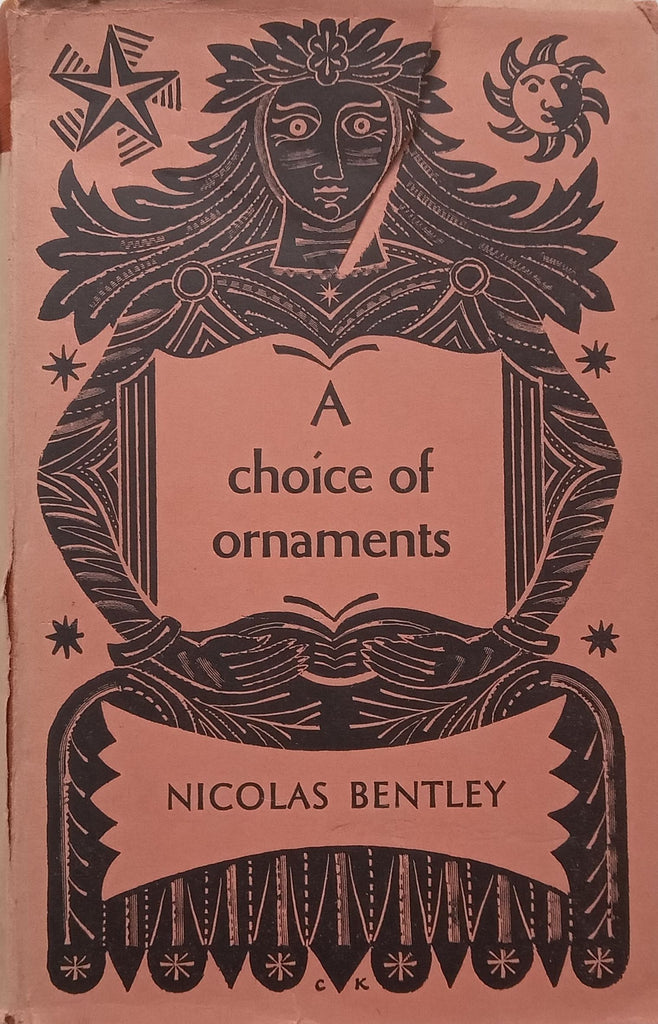 A
choice of
ornaments
NICOLAS BENTLEY
C K